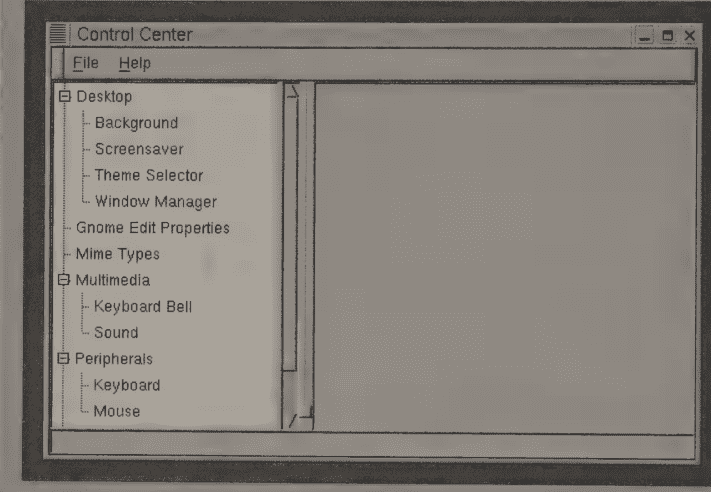 Control Center
File Help
Desktop
Background
Screensaver
Theme Selector
Window Manager
Gnome Edit Properties
Mime Types
Multimedia
Keyboard Bell
Sound
Peripherals
Keyboard
Mouse